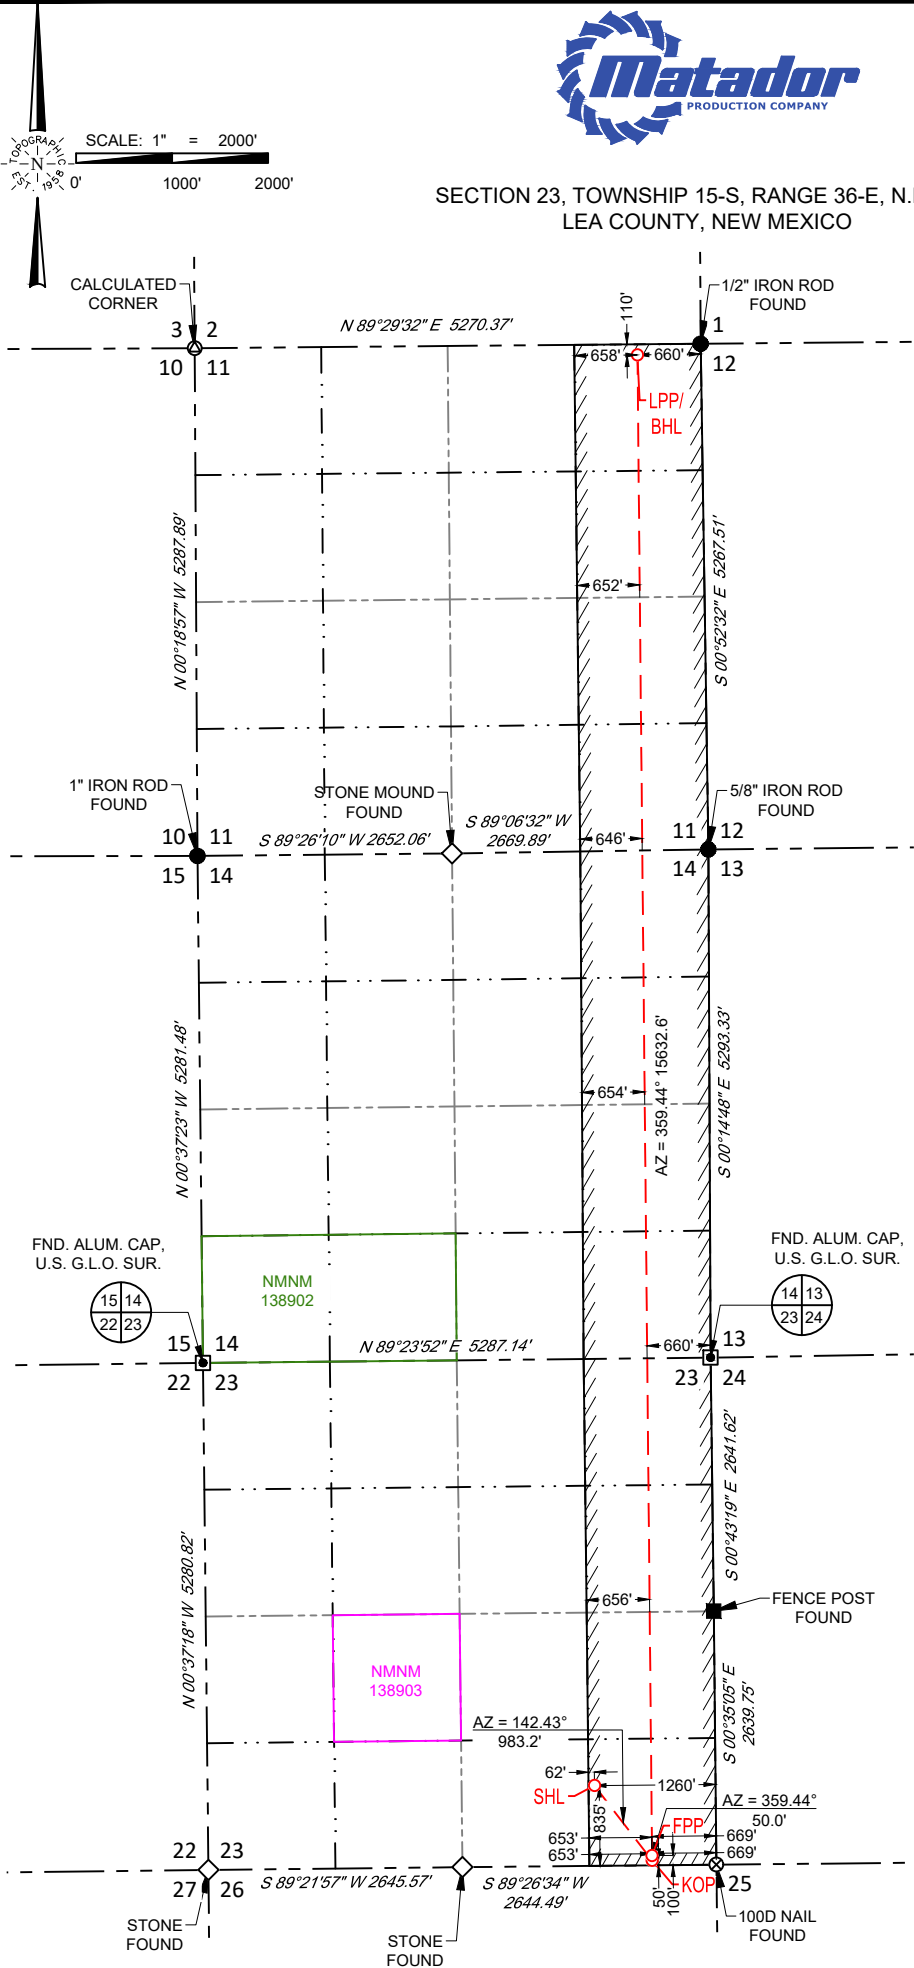 Matador
PRODUCTION COMPANY
TOPOGRAPHIC
N
EST. 1958
SCALE: 1" = 2000'
0' 1000' 2000'
SECTION 23, TOWNSHIP 15-S, RANGE 36-E, N.
LEA COUNTY, NEW MEXICO
CALCULATED
CORNER
1/2" IRON ROD
FOUND
N 89°29'32" E 5270.37'
110'
3 2
10 11
1
12
658' 660'
LPP/
BHL
N 00°18'57" W 5287.89'
S 00°52'32" E 5267.51'
652'
1" IRON ROD
FOUND
STONE MOUND
FOUND
5/8" IRON ROD
FOUND
10 11
15 14
S 89°26'10" W 2652.06'
S 89°06'32" W
2669.89'
646'
11 12
14 13
N 00°37'23" W 5281.48'
AZ = 359.44° 15632.6'
S 00°14'48" E 5293.33'
654'
FND. ALUM. CAP,
U.S. G.L.O. SUR.
15 14
22 23
FND. ALUM. CAP,
U.S. G.L.O. SUR.
14 13
23 24
NMNM
138902
15 14
22 23
N 89°23'52" E 5287.14'
660'
13
23 24
N 00°37'18" W 5280.82'
S 00°43'19" E 2641.62'
656'
FENCE POST
FOUND
NMNM
138903
S 00°35'05" E
2639.75'
AZ = 142.43°
983.2'
62'
SHL
1260'
835'
AZ = 359.44°
50.0'
FPP
653' 669'
653' 669'
KOP
50'
100'
22 23
27 26
25
S 89°21'57" W 2645.57'
S 89°26'34" W
2644.49'
STONE
FOUND
STONE
FOUND
100D NAIL
FOUND